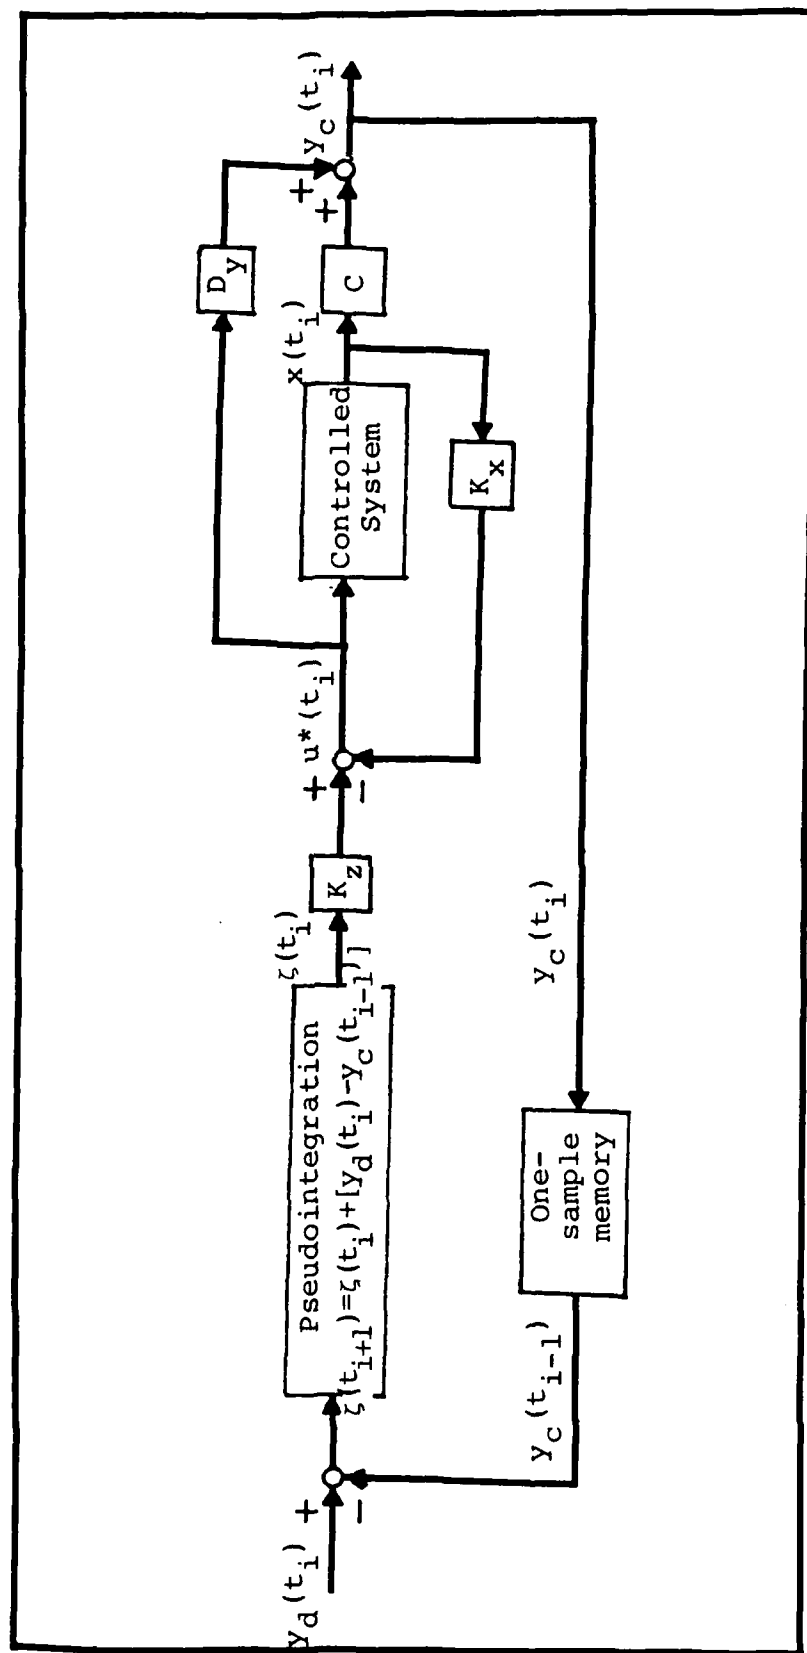 y_d(t_i)
+
-
Pseudointegration
ζ(t_{i+1})=ζ(t_i)+[y_d(t_i)-y_c(t_{i-1})]
ζ(t_i)
K_z
+
-
u*(t_i)
Controlled
System
x(t_i)
K_x
C
D_y
+
+
y_c(t_i)
y_c(t_i)
One-
sample
memory
y_c(t_{i-1})